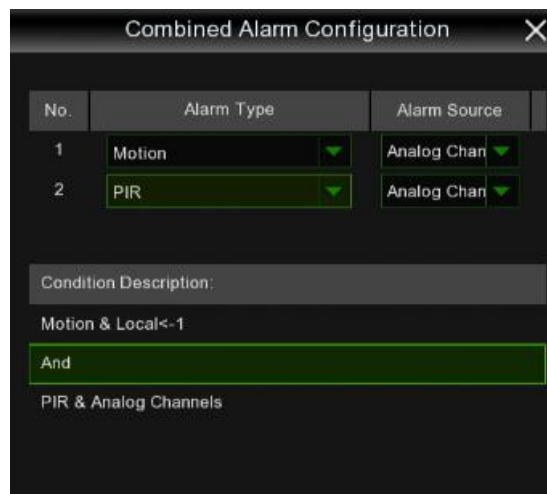 Combined Alarm Configuration X
No. Alarm Type Alarm Source
1 Motion Analog Chan
2 PIR Analog Chan
Condition Description:
Motion & Local<-1
And
PIR & Analog Channels